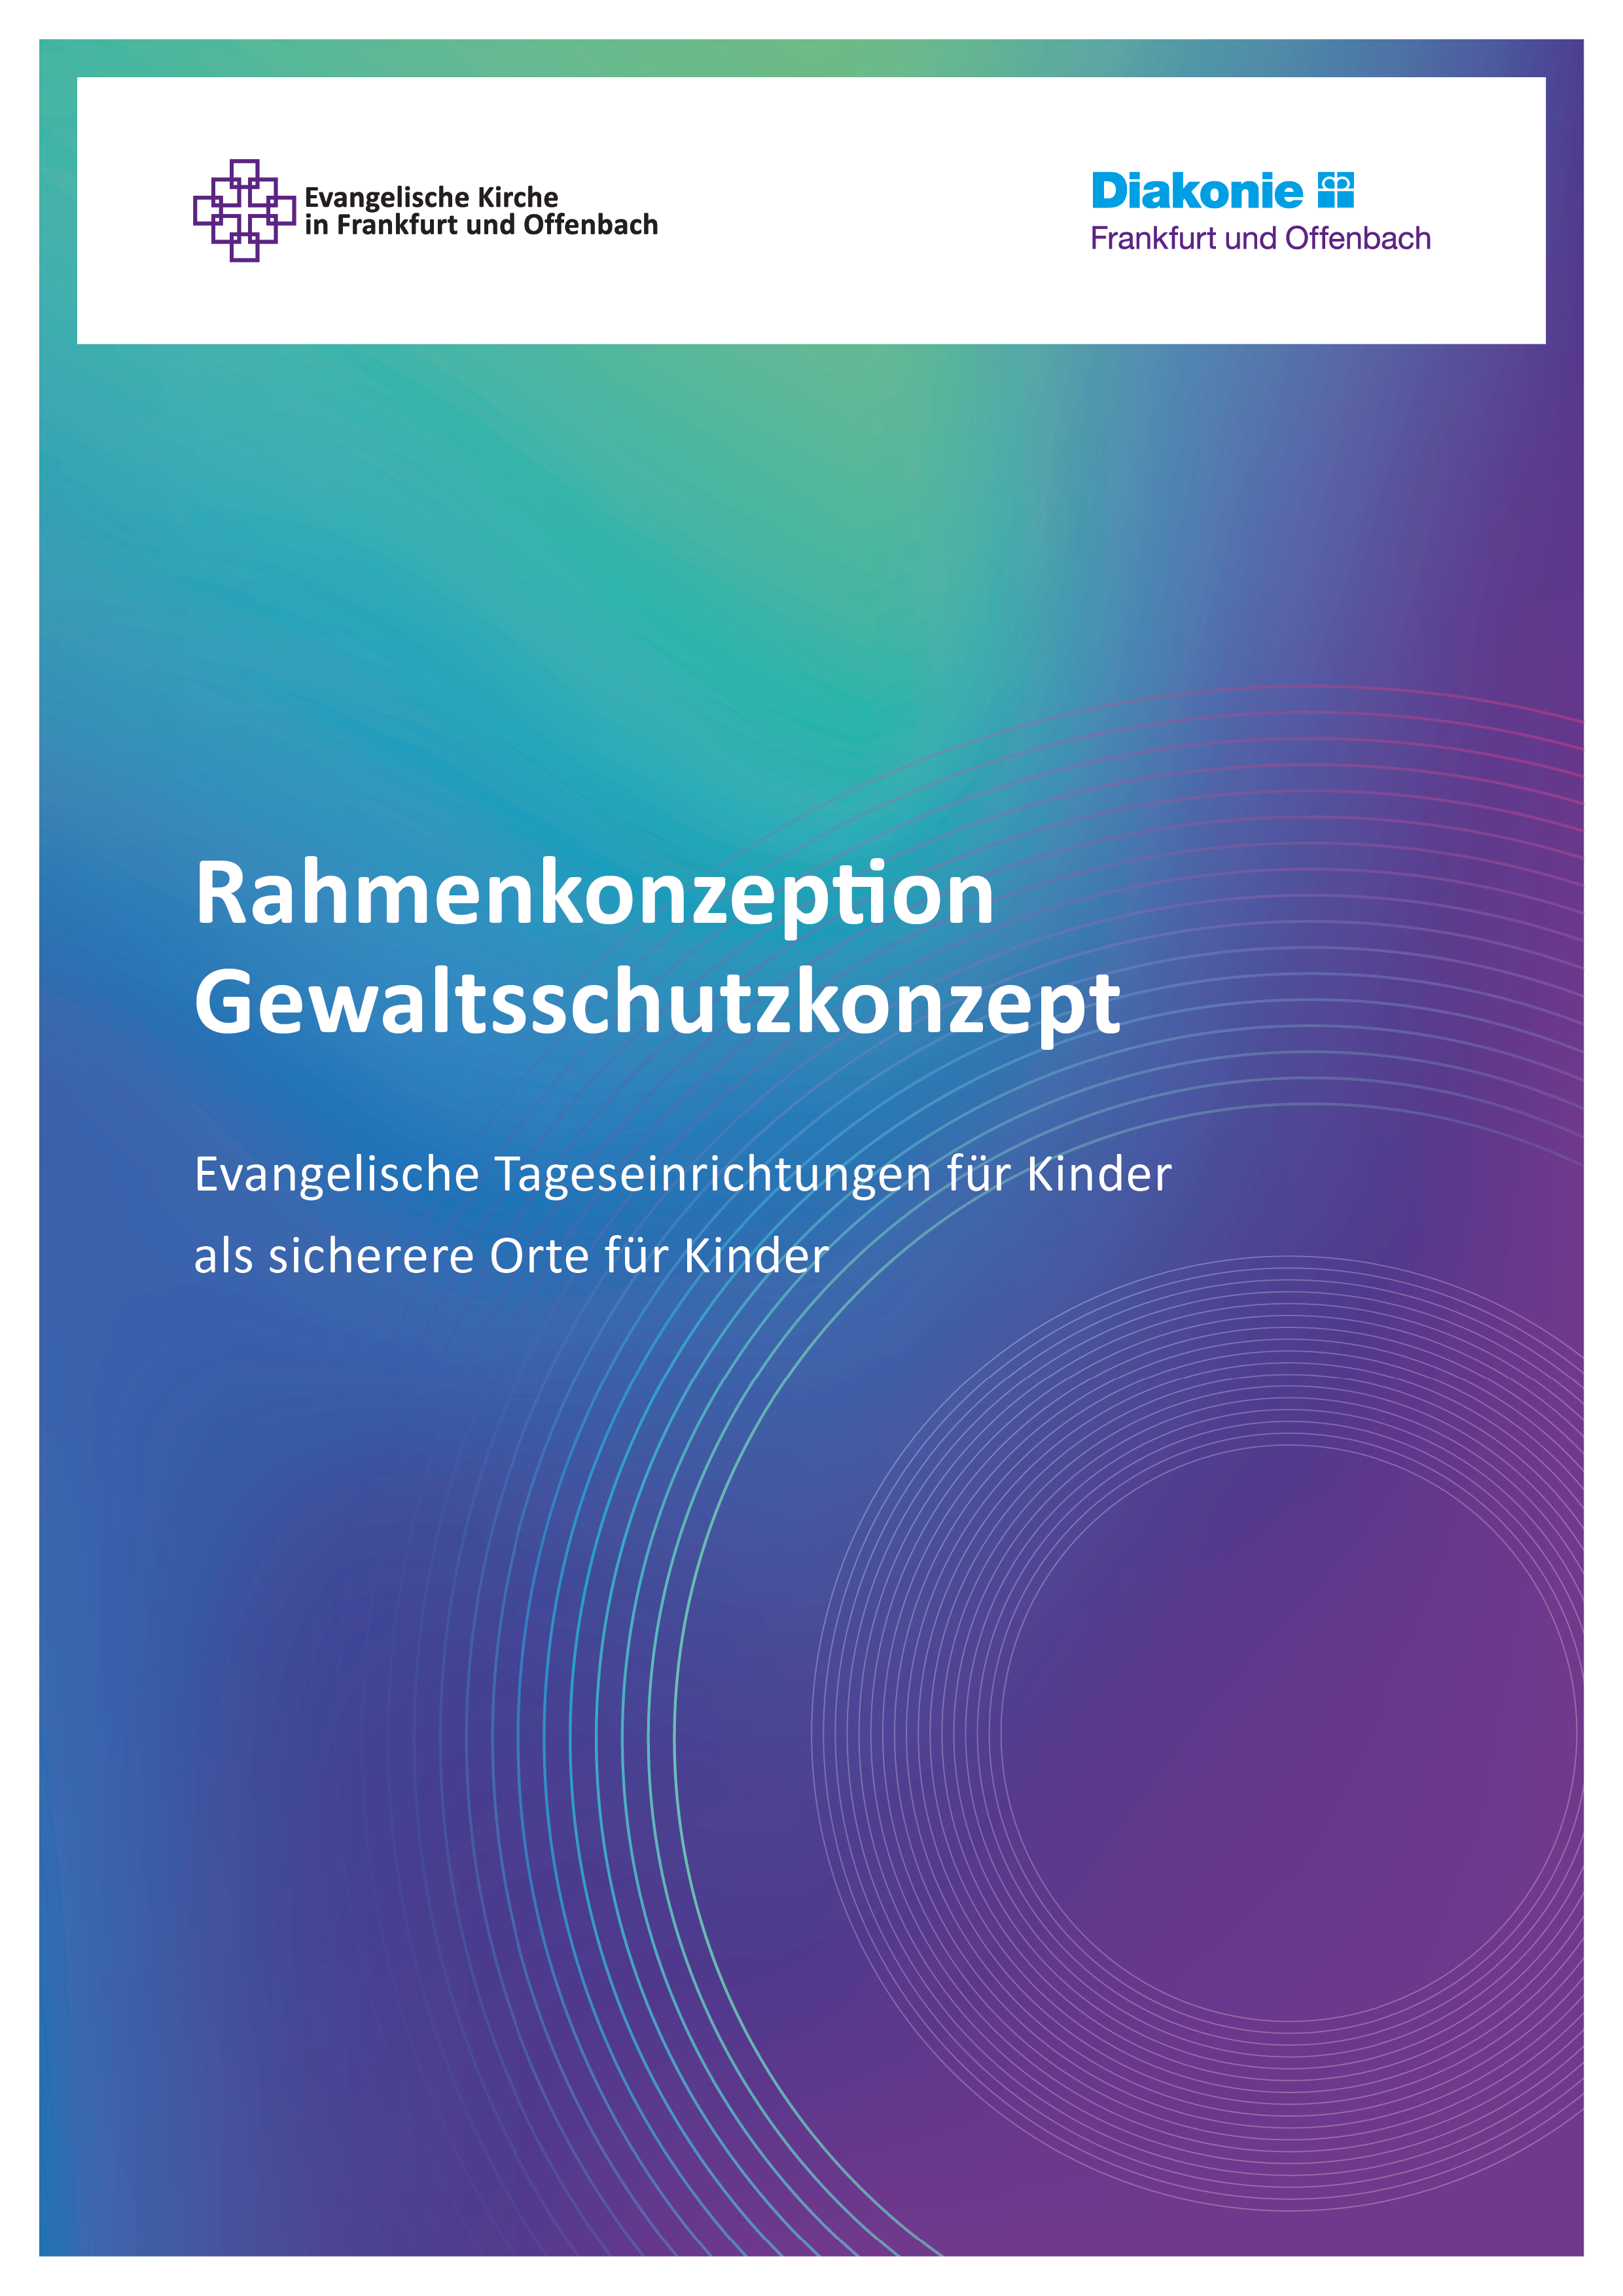 Evangelische Kirche
in Frankfurt und Offenbach
Diakonie
Frankfurt und Offenbach
Rahmenkonzeption
Gewaltsschutzkonzept
Evangelische Tageseinrichtungen für Kinder
als sicherere Orte für Kinder